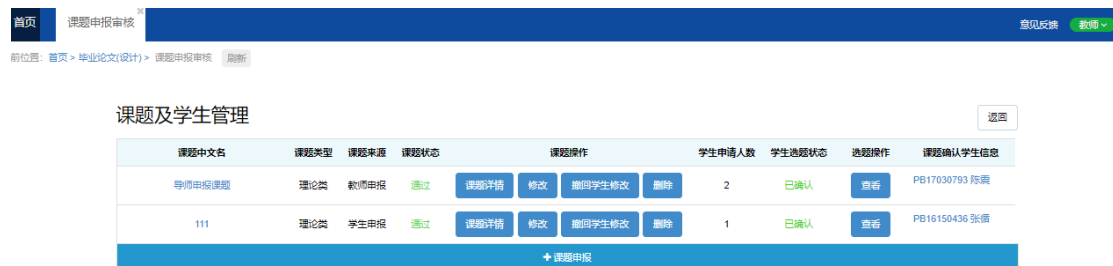 首页 课题申报审核 意见反馈 教师
前位置: 首页 > 毕业论文(设计) > 课题申报审核 刷新
课题及学生管理 返回
课题中文名 课题类型 课题来源 课题状态 课题操作 学生申请人数 学生选题状态 选题操作 课题确认学生信息
导师申报课题 理论类 教师申报 通过 课题详情 修改 撤回学生修改 删除 2 已确认 查看 PB17030793 陈震
111 理论类 学生申报 通过 课题详情 修改 撤回学生修改 删除 1 已确认 查看 PB16150436
+ 课题申报